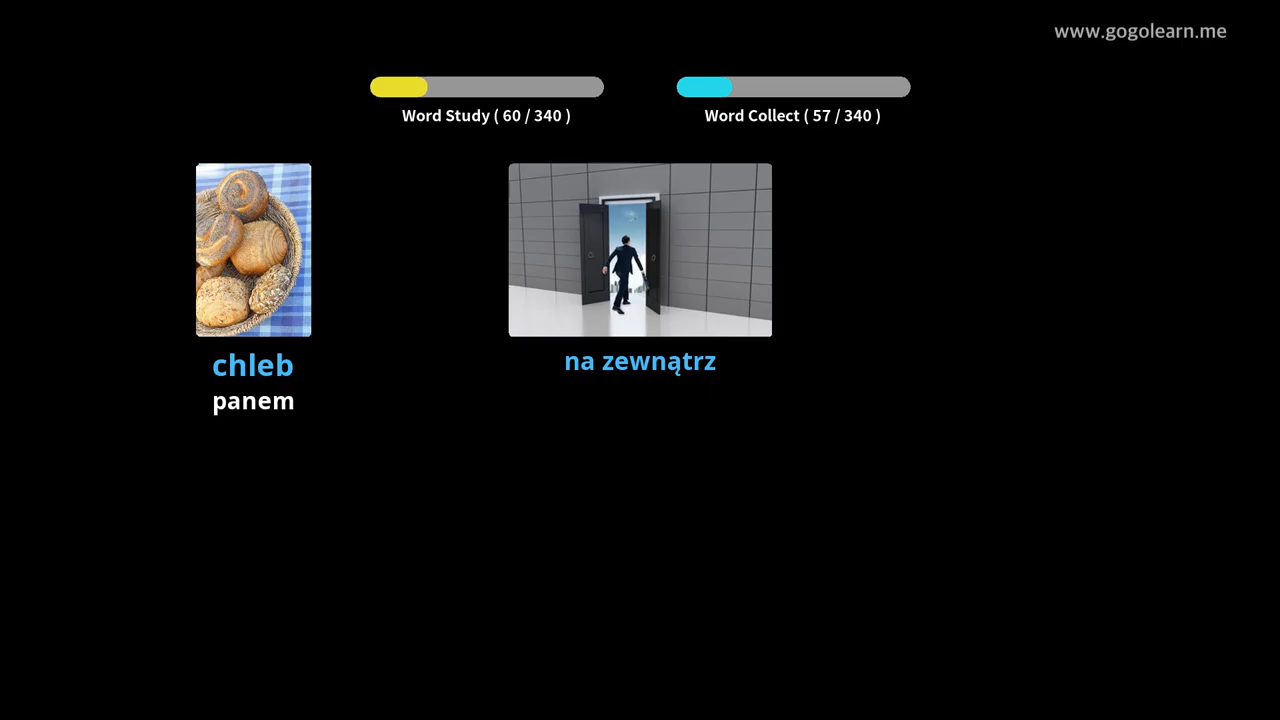 www.gogolearn.me
Word Study ( 60 / 340 )
Word Collect ( 57 / 340 )
chleb
panem
na zewnątrz